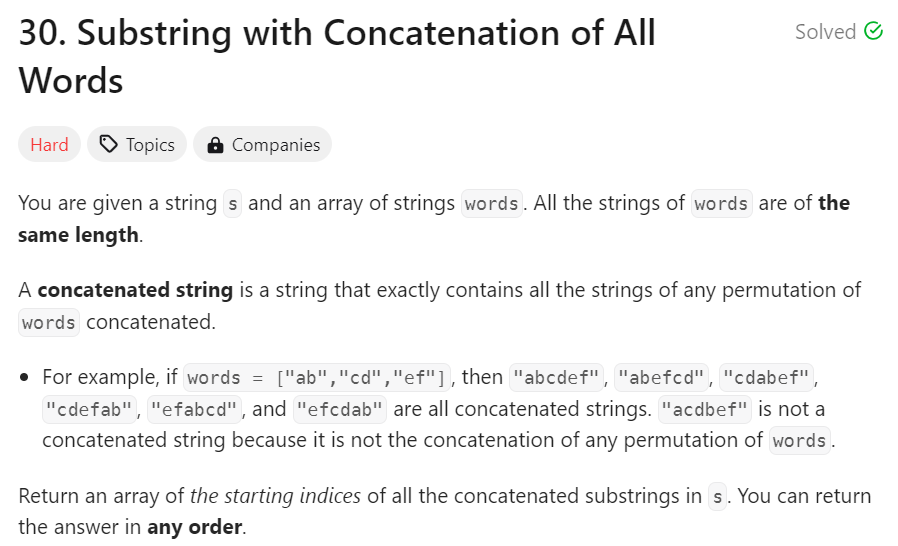 30. Substring with Concatenation of All
Words
Solved
Hard Topics Companies
You are given a string s and an array of strings words. All the strings of words are of the
same length.
A concatenated string is a string that exactly contains all the strings of any permutation of
words concatenated.
• For example, if words = ["ab","cd","ef"], then "abcdef", "abefcd", "cdabef",
"cdefab", "efabcd", and "efcdab" are all concatenated strings. "acdbef" is not a
concatenated string because it is not the concatenation of any permutation of words.
Return an array of the starting indices of all the concatenated substrings in s. You can return
the answer in any order.